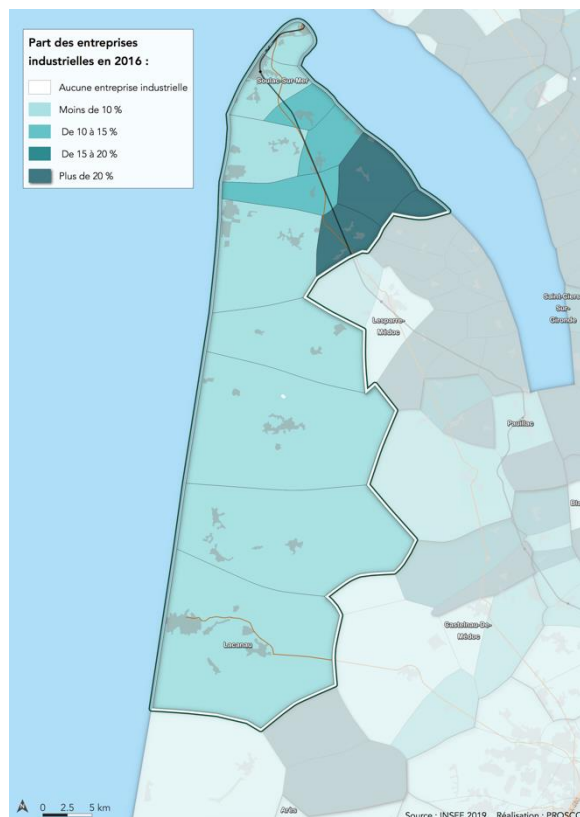 Part des entreprises
industrielles en 2016 :
Aucune entreprise industrielle
Moins de 10 %
De 10 à 15 %
De 15 à 20 %
Plus de 20 %
Soulac-Sur-Mer
Saint-Ciers
Sur-
Gironde
Lesparre-
Médoc
Pauillac
Bla
Castelnau-De-
Médoc
Lacanau
Arès
N
0 2.5 5 km
Source : INSEE 2019 Réalisation : PROSCO